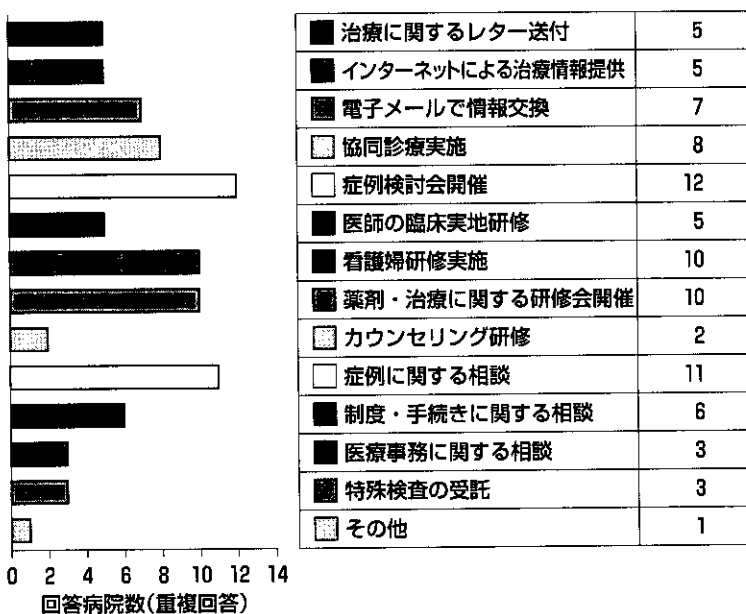 治療に関するレター送付 5
インターネットによる治療情報提供 5
電子メールで情報交換 7
協同診療実施 8
症例検討会開催 12
医師の臨床実地研修 5
看護婦研修実施 10
薬剤・治療に関する研修会開催 10
カウンセリング研修 2
症例に関する相談 11
制度・手続きに関する相談 6
医療事務に関する相談 3
特殊検査の受託 3
その他 1
0 2 4 6 8 10 12 14
回答病院数(重複回答)